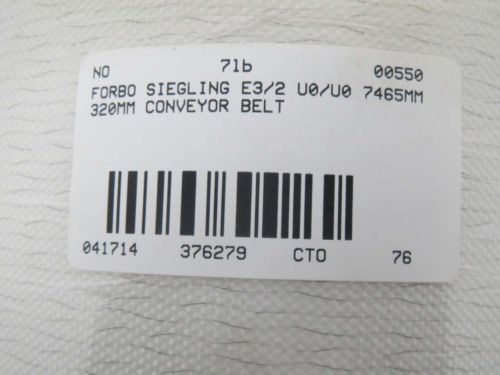 NO 71b 00550
FORBO SIEGLING E3/2 U0/U0 7465MM
320MM CONVEYOR BELT
041714 376279 CTO 76